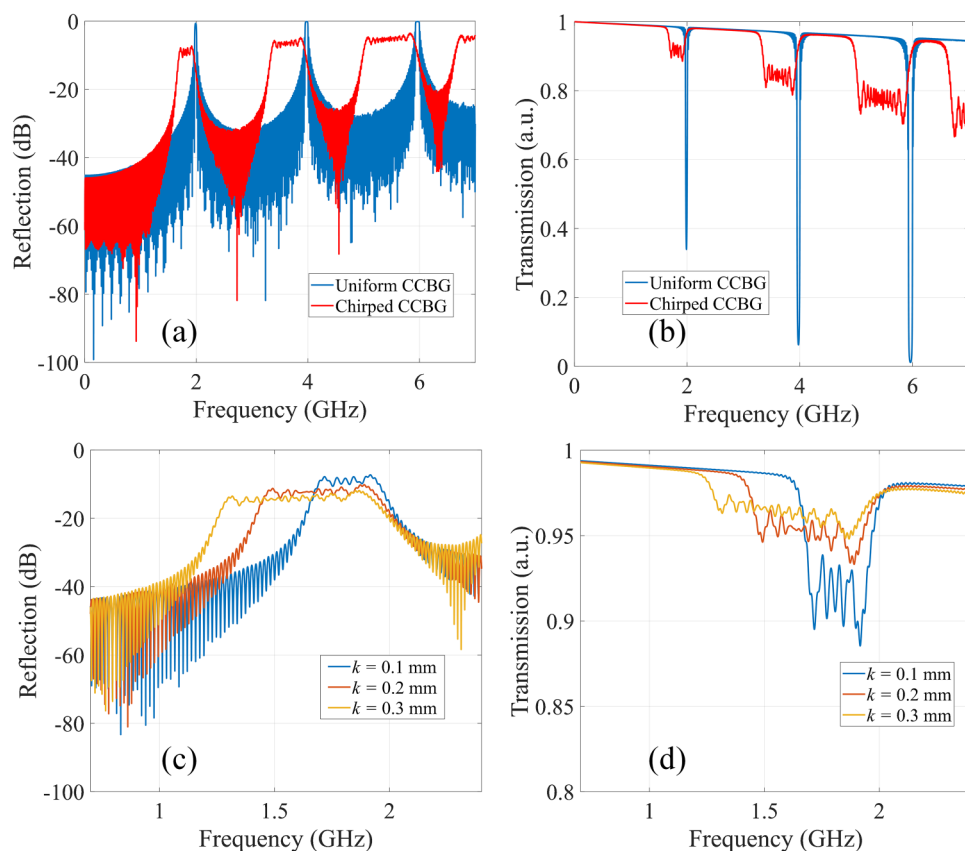 0
-20
-40
-60
-80
-100
Reflection (dB)
0 2 4 6
Frequency (GHz)
Uniform CCBG
Chirped CCBG
(a)
1
0.8
0.6
0.4
0.2
0
Transmission (a.u.)
0 2 4 6
Frequency (GHz)
Uniform CCBG
Chirped CCBG
(b)
0
-20
-40
-60
-80
-100
Reflection (dB)
1 1.5 2
Frequency (GHz)
k = 0.1 mm
k = 0.2 mm
k = 0.3 mm
(c)
1
0.95
0.9
0.85
0.8
Transmission (a.u.)
1 1.5 2
Frequency (GHz)
k = 0.1 mm
k = 0.2 mm
k = 0.3 mm
(d)